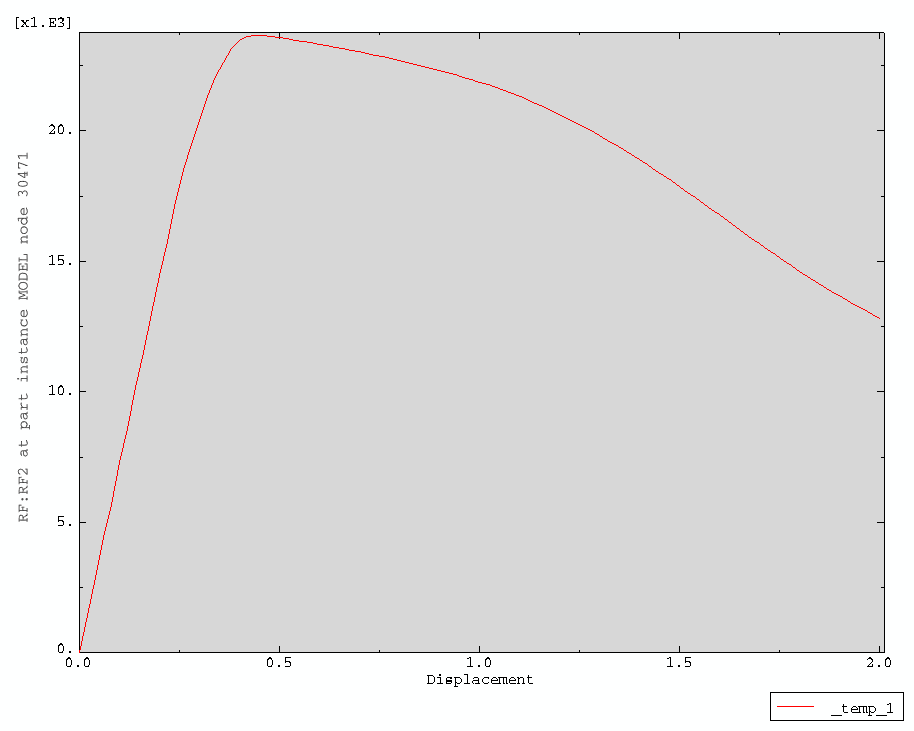 [x1.E3]
RF:RF2 at part instance MODEL node 30471
20.
15.
10.
5.
0.
0.0 0.5 1.0 1.5 2.0
Displacement
_temp_1